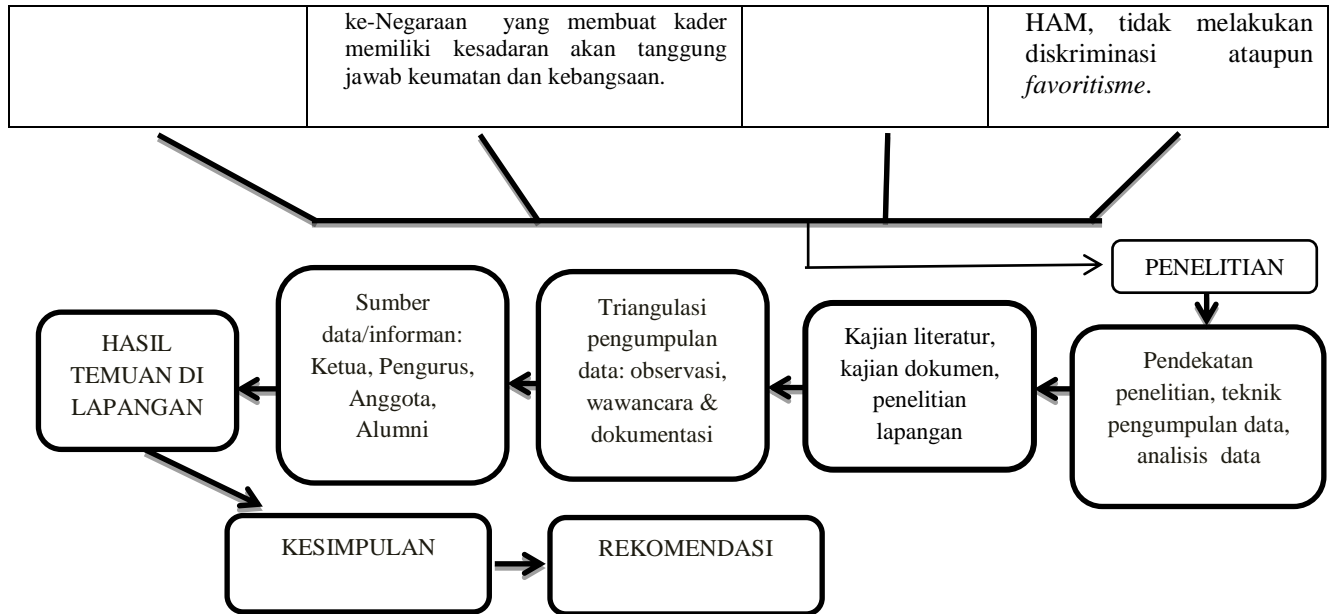 ke-Negaraan yang membuat kader
memiliki kesadaran akan tanggung
jawab keumatan dan kebangsaan.
HAM, tidak melakukan
diskriminasi ataupun
favoritisme.
PENELITIAN
Pendekatan
penelitian, teknik
pengumpulan data,
analisis data
Kajian literatur,
kajian dokumen,
penelitian
lapangan
Triangulasi
pengumpulan
data: observasi,
wawancara &
dokumentasi
Sumber
data/informan:
Ketua, Pengurus,
Anggota,
Alumni
HASIL
TEMUAN DI
LAPANGAN
KESIMPULAN
REKOMENDASI